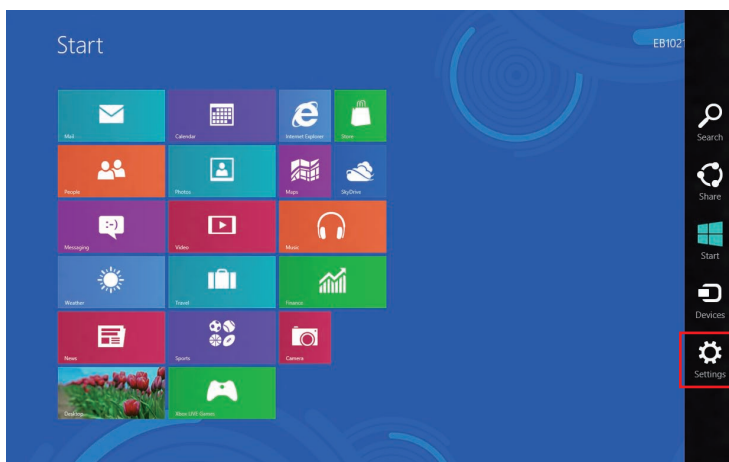 Start
EB1021
Mail
Calendar
Internet Explorer
Store
People
Photos
Maps
SkyDrive
Messaging
:-)
Video
Music
Weather
Travel
Finance
News
Sports
Camera
Desktop
Xbox LIVE Games
Search
Share
Start
Devices
Settings